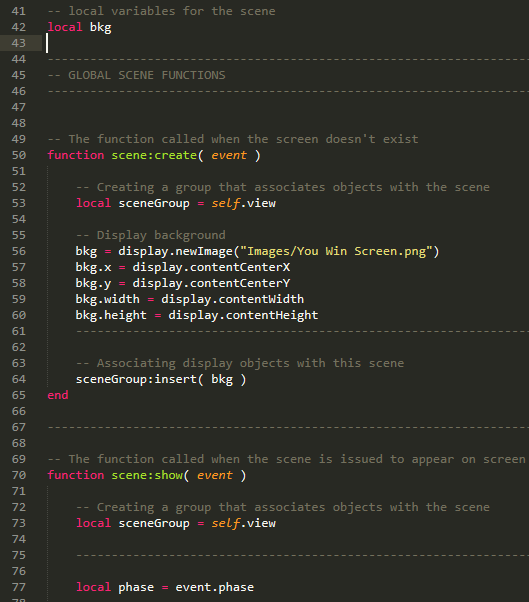 41 -- local variables for the scene
42 local bkg
43
44 -----------------------------------------------------------------
45 -- GLOBAL SCENE FUNCTIONS
46 -----------------------------------------------------------------
47
48
49 -- The function called when the screen doesn't exist
50 function scene:create( event )
51
52     -- Creating a group that associates objects with the scene
53     local sceneGroup = self.view
54
55     -- Display background
56     bkg = display.newImage("Images/You Win Screen.png")
57     bkg.x = display.contentCenterX
58     bkg.y = display.contentCenterY
59     bkg.width = display.contentWidth
60     bkg.height = display.contentHeight
61     -------------------------------------------------------------
62
63     -- Associating display objects with this scene
64     sceneGroup:insert( bkg )
65 end
66
67 -----------------------------------------------------------------
68
69 -- The function called when the scene is issued to appear on screen
70 function scene:show( event )
71
72     -- Creating a group that associates objects with the scene
73     local sceneGroup = self.view
74
75     -------------------------------------------------------------
76
77     local phase = event.phase
78